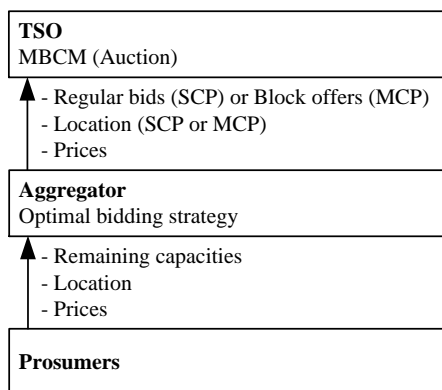 TSO
MBCM (Auction)
- Regular bids (SCP) or Block offers (MCP)
- Location (SCP or MCP)
- Prices
Aggregator
Optimal bidding strategy
- Remaining capacities
- Location
- Prices
Prosumers